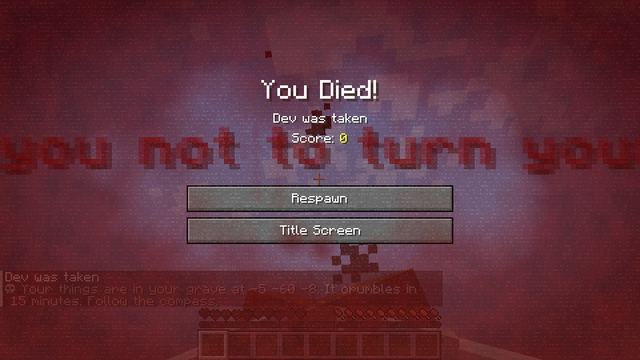 You Died!
Dev was taken
Score: 0
you not to turn you
Respawn
Title Screen
Dev was taken
☠ Your things are in your grave at -5 -60 -8. It crumbles in
15 minutes. Follow the compass.